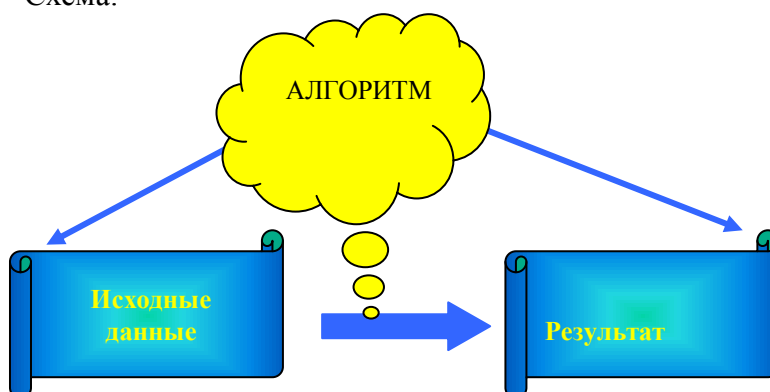 Схема:
АЛГОРИТМ
Исходные
данные
Результат